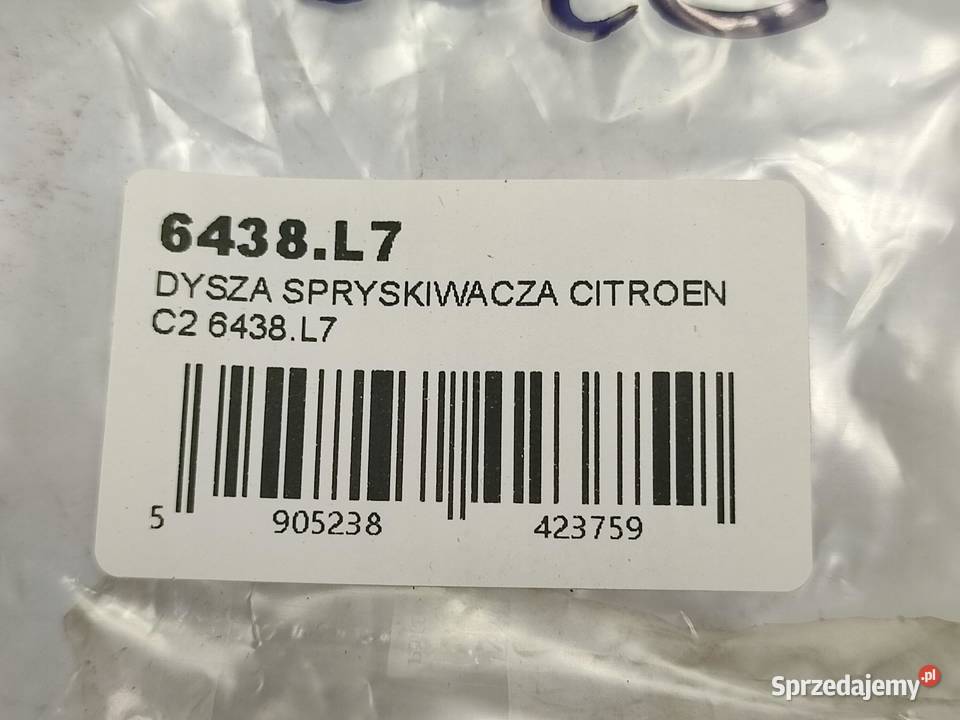 6438.L7
DYSZA SPRYSKIWACZA CITROEN
C2 6438.L7
5 905238 423759
Sprzedajemy.pl